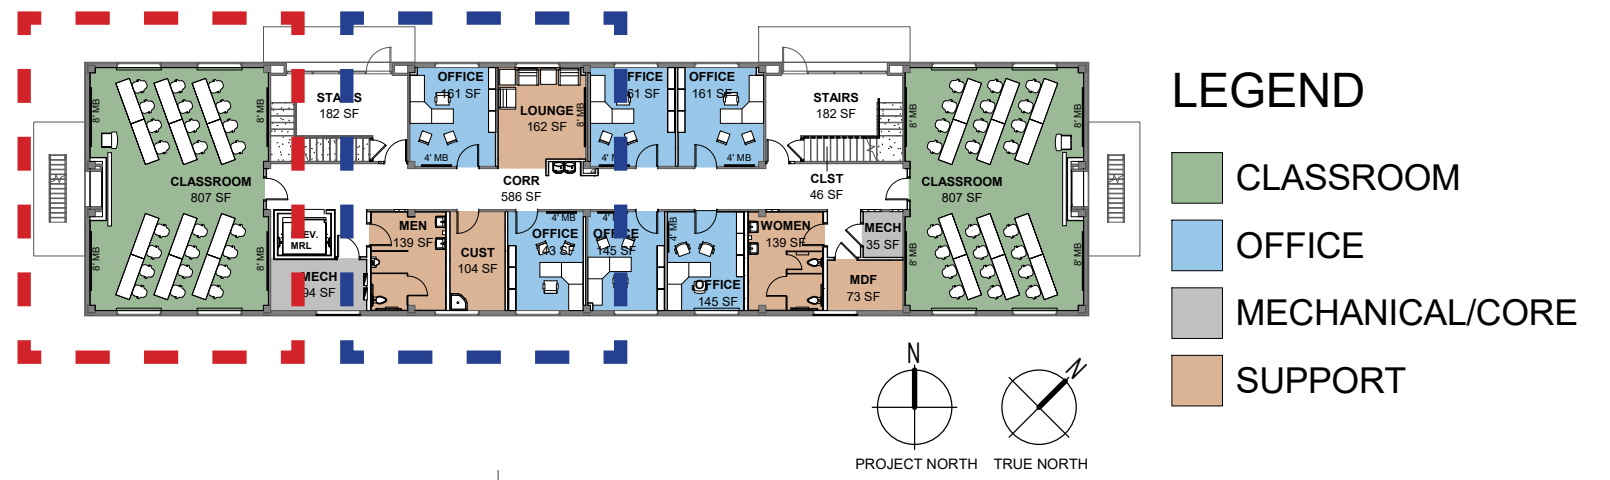 LEGEND
CLASSROOM
OFFICE
MECHANICAL/CORE
SUPPORT
8' MB
8' MB
182 SF
OFFICE
161 SF
4' MB
LOUNGE
162 SF
8' MB
OFFICE
161 SF
4' MB
STAIRS
182 SF
8' MB
8' MB
CLASSROOM
807 SF
CORR
586 SF
CLST
46 SF
CLASSROOM
807 SF
8' MB
8' MB
MRL
MECH
MEN
139 SF
CUST
104 SF
4' MB
OFFICE
OFFICE
145 SF
4' MB
OFFICE
145 SF
WOMEN
139 SF
MECH
35 SF
MDF
73 SF
8' MB
8' MB
N
PROJECT NORTH
N
TRUE NORTH